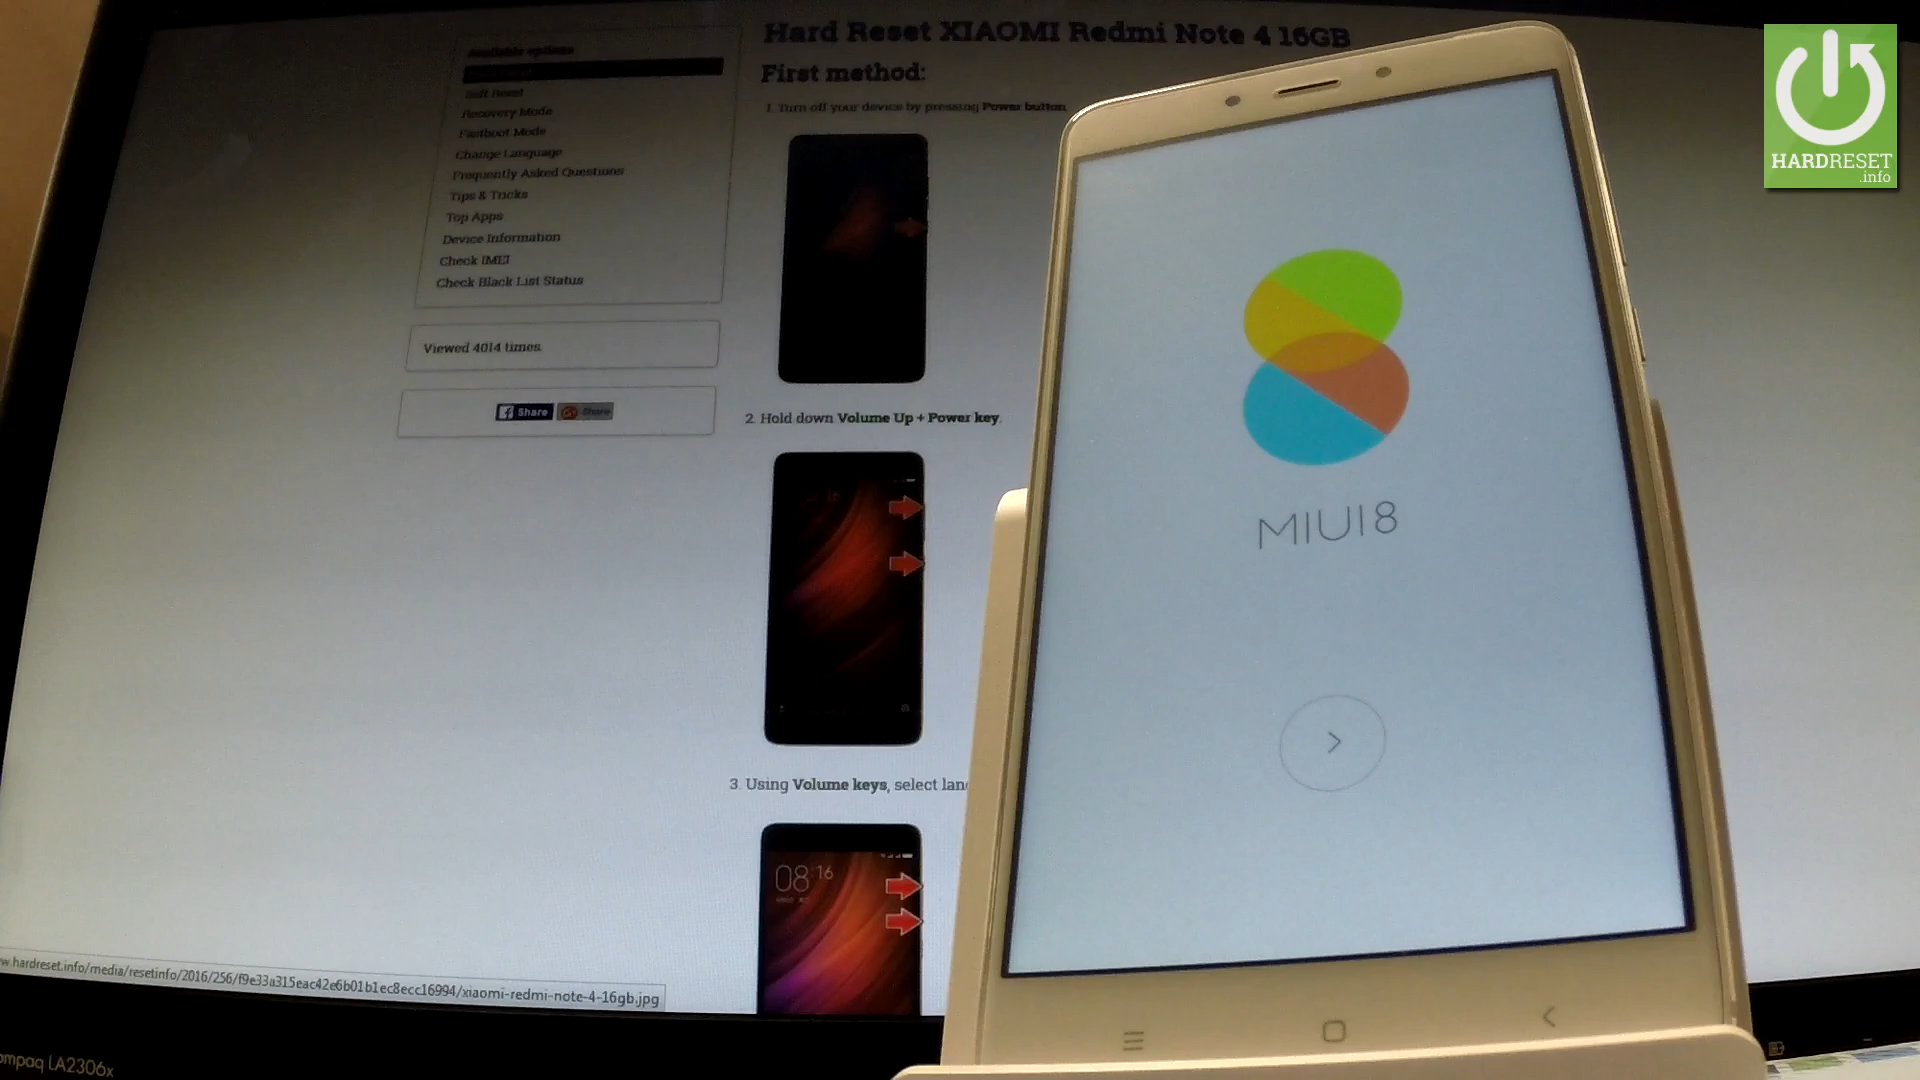 Available options
Soft Reset
Recovery Mode
Fastboot Mode
Change Language
Frequently Asked Questions
Tips & Tricks
Top Apps
Device Information
Check IMEI
Check Black List Status
Viewed 4014 times
Share
Share
Hard Reset XIAOMI Redmi Note 4 16GB
First method:
1. Turn off your device by pressing Power button.
2. Hold down Volume Up + Power key.
3. Using Volume keys, select lan
08:16
w.hardreset.info/media/resetinfo/2016/256/f9e33a315eac42e6b01b1ec8ecc16994/xiaomi-redmi-note-4-16gb.jpg
ompaq LA2306x
MIUI 8
HARDRESET
.info